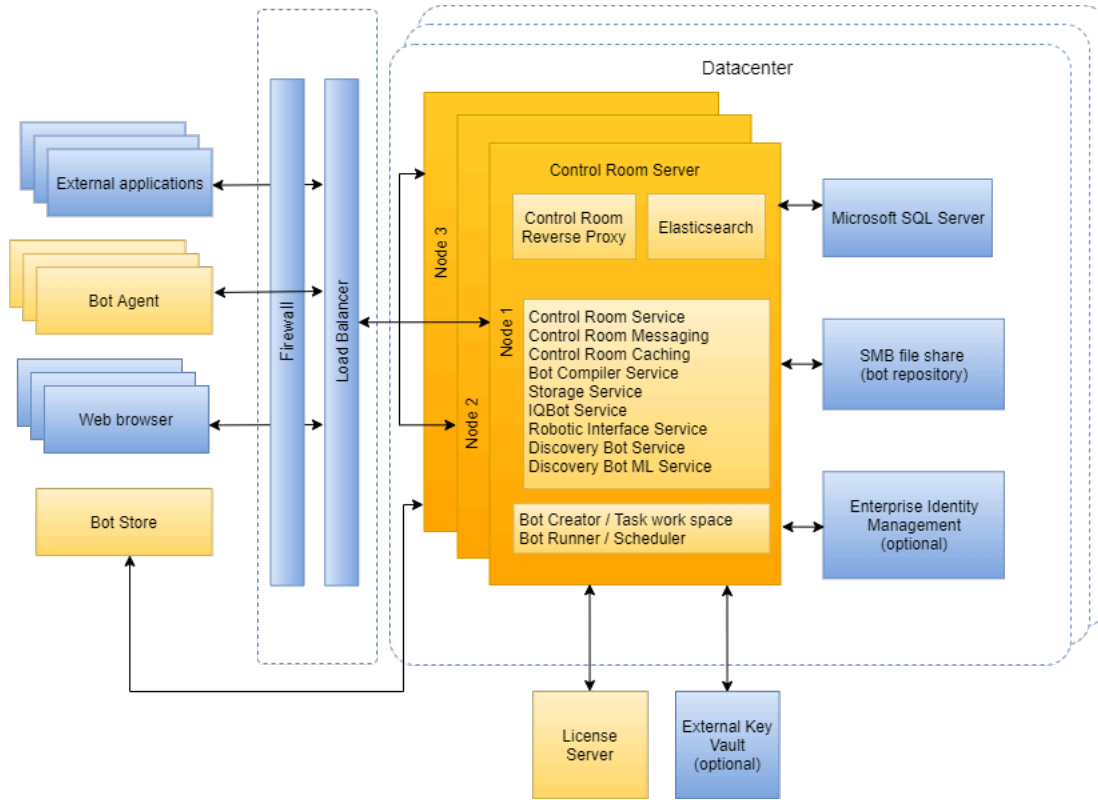 Datacenter
External applications
Bot Agent
Web browser
Bot Store
Firewall
Load Balancer
Node 3
Node 2
Node 1
Control Room Server
Control Room
Reverse Proxy
Elasticsearch
Control Room Service
Control Room Messaging
Control Room Caching
Bot Compiler Service
Storage Service
IQBot Service
Robotic Interface Service
Discovery Bot Service
Discovery Bot ML Service
Bot Creator / Task work space
Bot Runner / Scheduler
Microsoft SQL Server
SMB file share
(bot repository)
Enterprise Identity
Management
(optional)
License
Server
External Key
Vault
(optional)